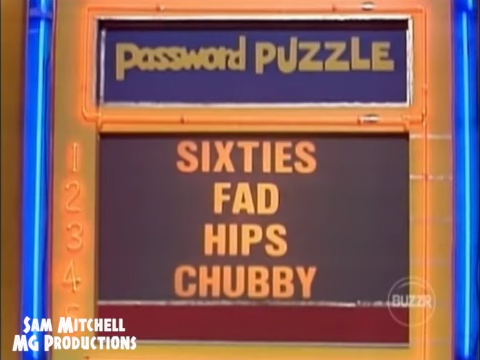 Password PUZZLE
SIXTIES
FAD
HIPS
CHUBBY
1
2
3
4
BUZZR
SAM MITCHELL
MG PRODUCTIONS